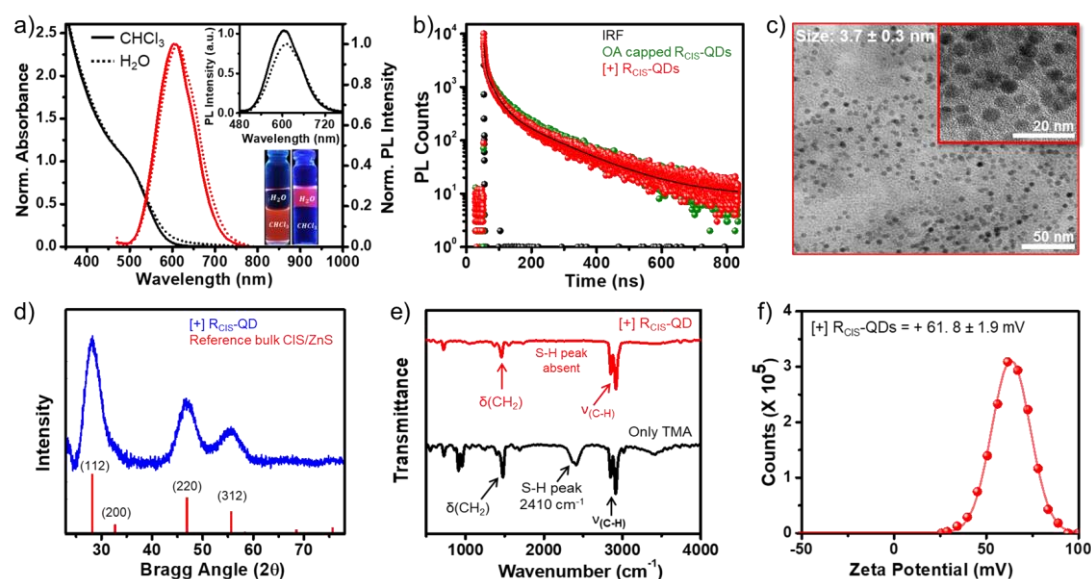 a)
2.5
2.0
1.5
1.0
0.5
0.0
Norm. Absorbance
CHCl3
H2O
1.0
0.8
0.6
0.4
0.2
0.0
Norm. PL Intensity
1.0
0.5
0.0
PL Intensity (a.u.)
480 600 720
Wavelength (nm)
H2O H2O
CHCl3 CHCl3
400 500 600 700 800 900 1000
Wavelength (nm)
b)
10^4
10^3
10^2
10^1
10^0
PL Counts
IRF
OA capped RCIS-QDs
[+] RCIS-QDs
0 200 400 600 800
Time (ns)
c)
Size: 3.7 ± 0.3 nm
20 nm
50 nm
d)
[+] RCIS-QD
Reference bulk CIS/ZnS
Intensity
(112)
(200)
(220)
(312)
28 38 48 58 68
Bragg Angle (2θ)
e)
[+] RCIS-QD
S-H peak
absent
δ(CH2)
ν(C-H)
Only TMA
Transmittance
δ(CH2)
S-H peak
2410 cm-1
ν(C-H)
1000 2000 3000 4000
Wavenumber (cm-1)
f)
[+] RCIS-QDs = + 61. 8 ± 1.9 mV
4
3
2
1
0
Counts (X 10^5)
-50 0 50 100
Zeta Potential (mV)